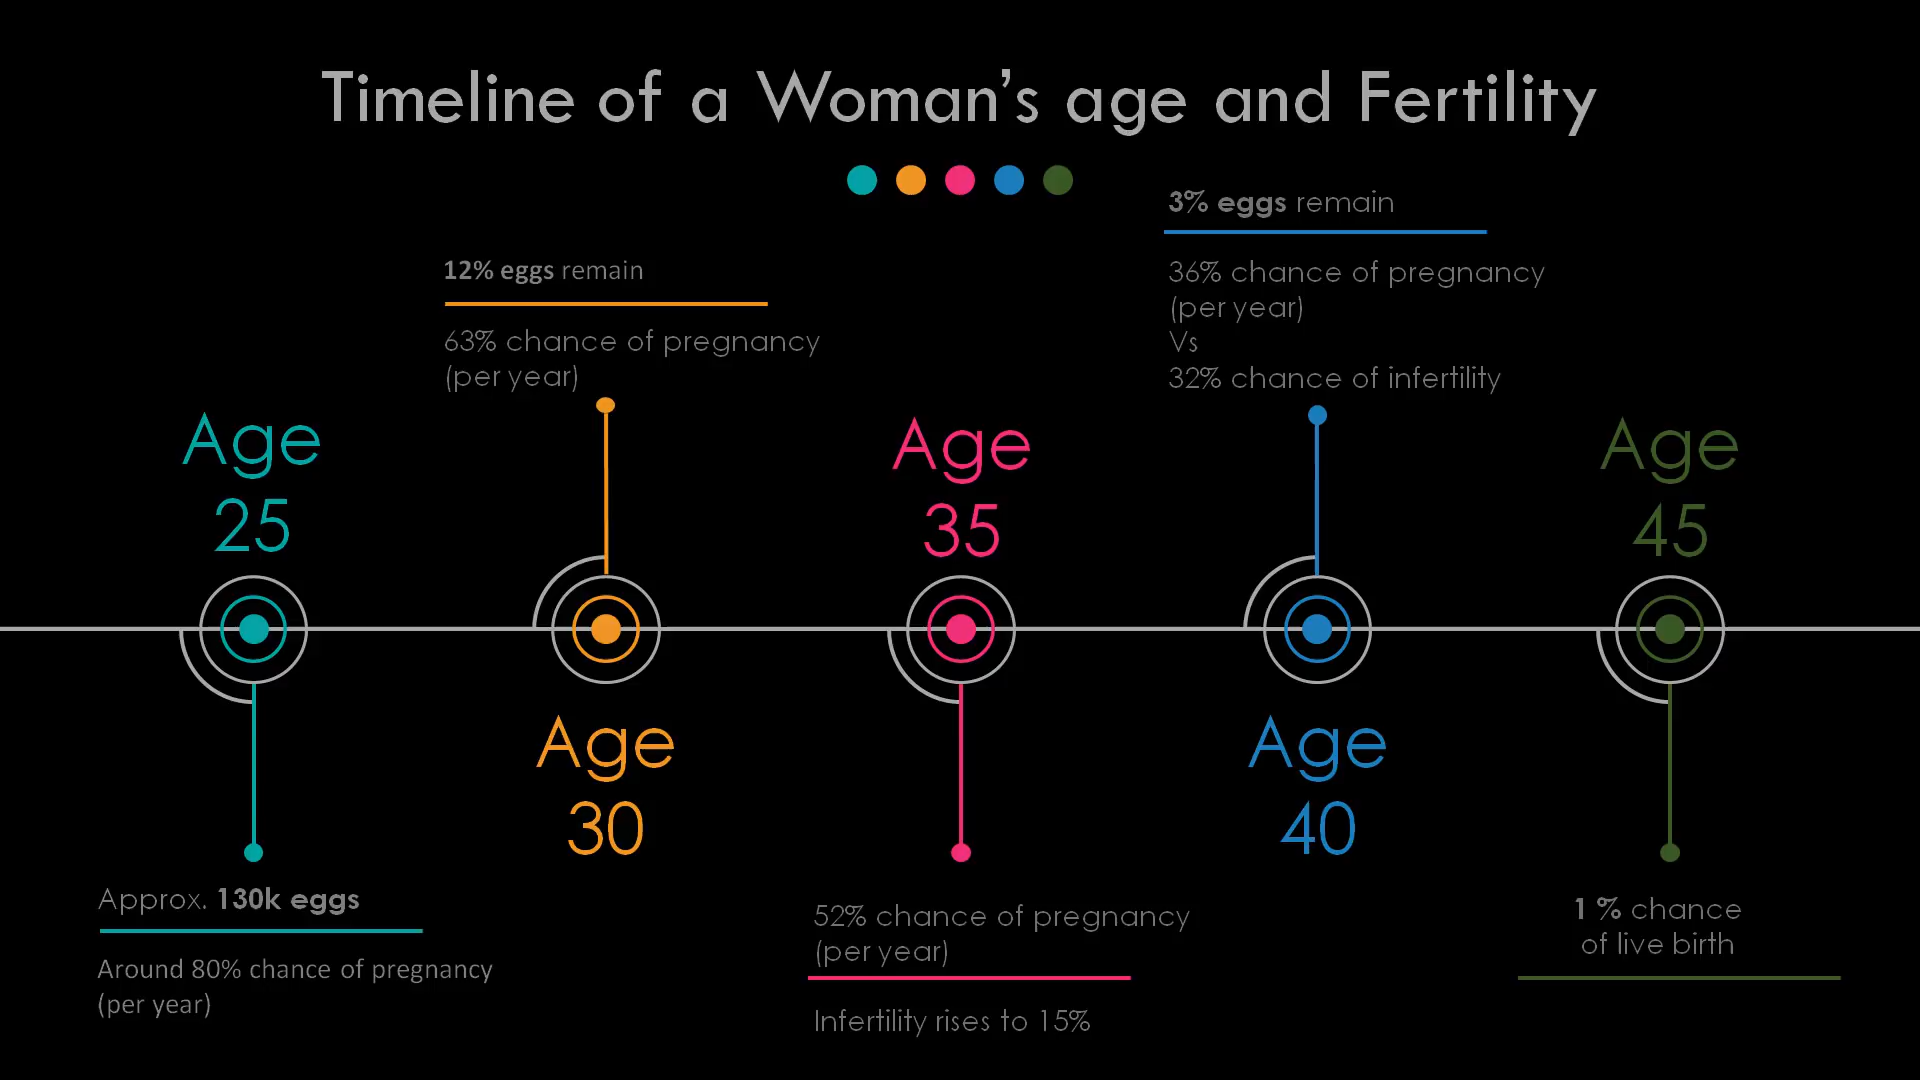 Timeline of a Woman’s age and Fertility
Age
25
Approx. 130k eggs
Around 80% chance of pregnancy
(per year)
12% eggs remain
63% chance of pregnancy
(per year)
Age
30
Age
35
52% chance of pregnancy
(per year)
Infertility rises to 15%
3% eggs remain
36% chance of pregnancy
(per year)
Vs
32% chance of infertility
Age
40
Age
45
1 % chance
of live birth